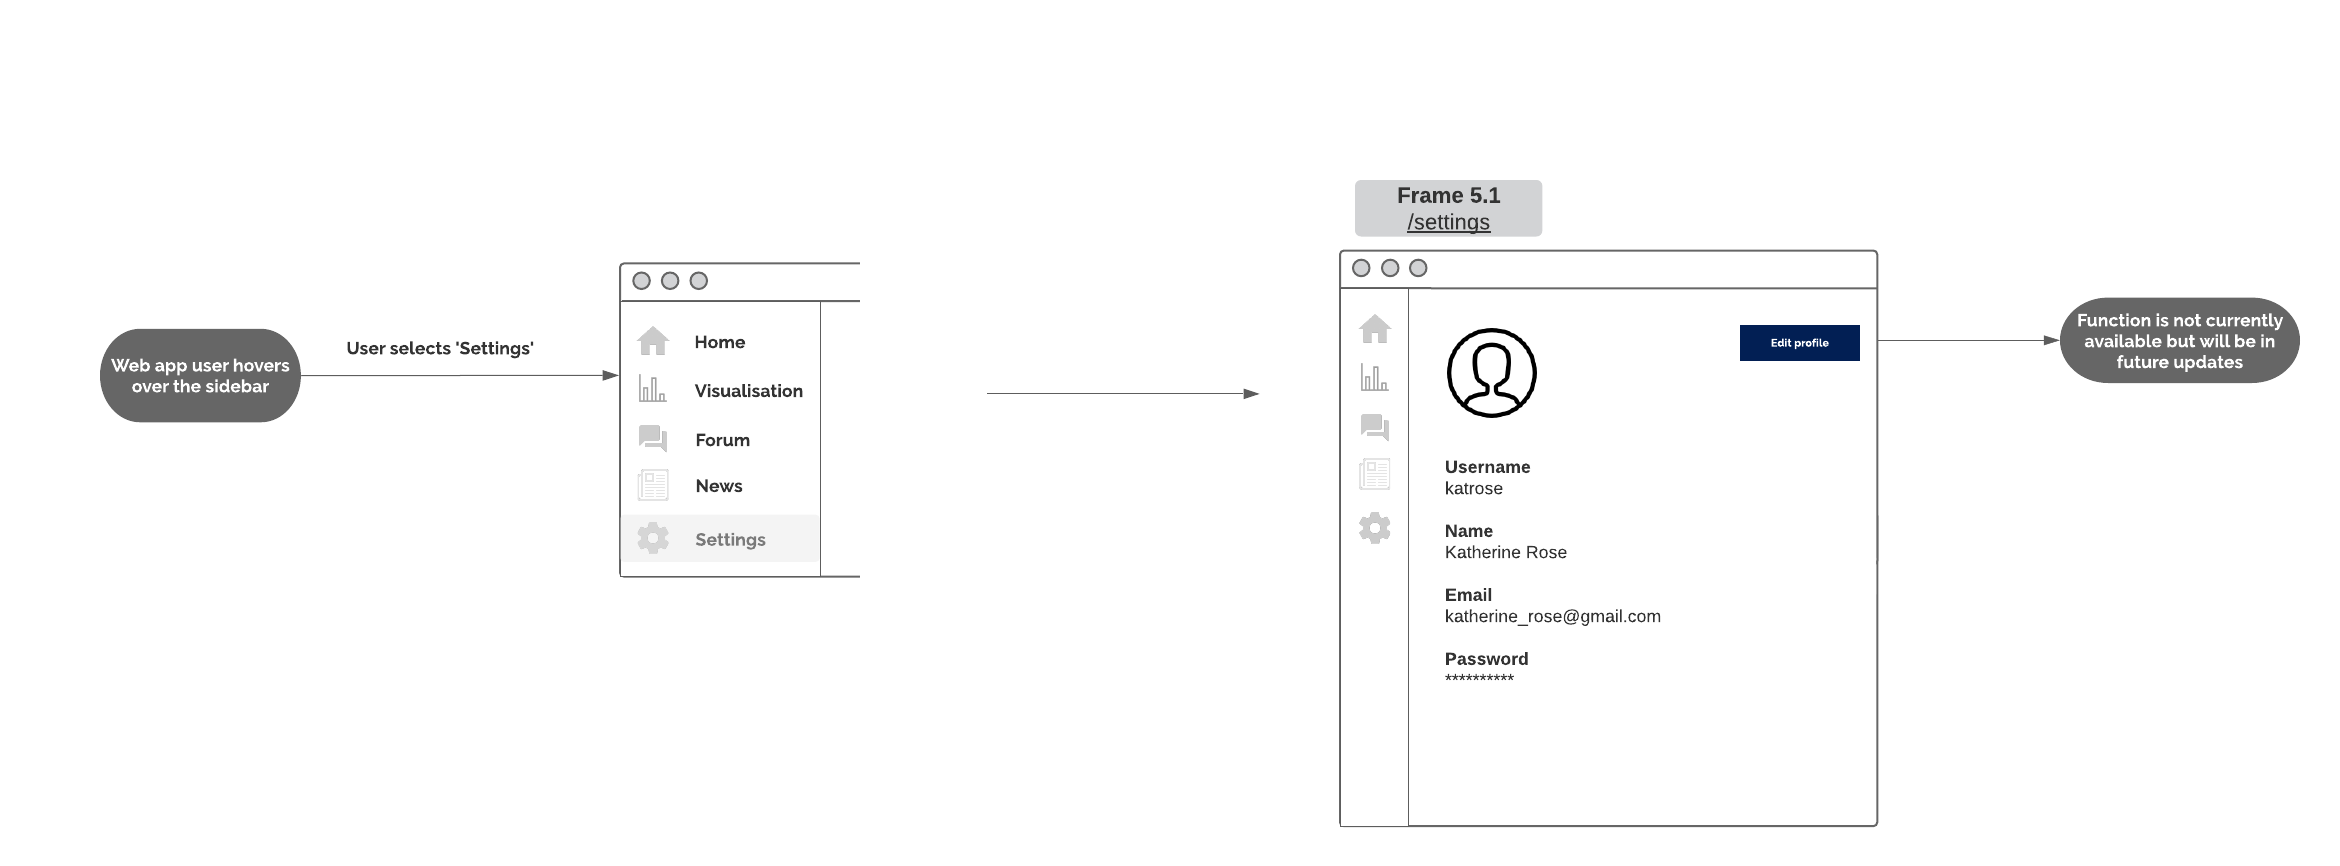 Web app user hovers
over the sidebar
User selects 'Settings'
Home
Visualisation
Forum
News
Settings
Frame 5.1
/settings
Edit profile
Username
katrose
Name
Katherine Rose
Email
katherine_rose@gmail.com
Password
**********
Function is not currently
available but will be in
future updates